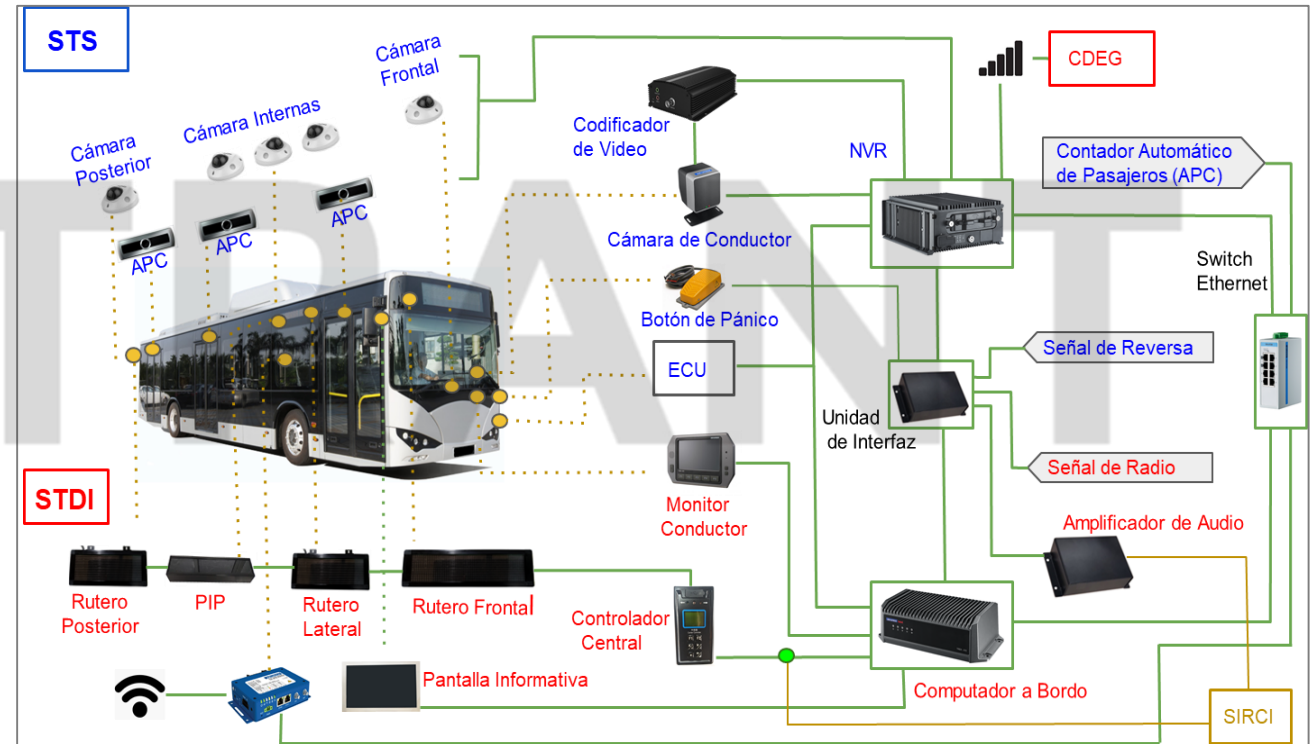 STS
Cámara
Frontal
CDEG
Cámara Internas
Cámara
Posterior
Codificador
de Video
NVR
Contador Automático
de Pasajeros (APC)
APC
APC
APC
Cámara de Conductor
Switch
Ethernet
Botón de Pánico
Señal de Reversa
ECU
Unidad
de Interfaz
Señal de Radio
STDI
Monitor
Conductor
Amplificador de Audio
Rutero
Posterior
PIP
Rutero
Lateral
Rutero Frontal
Controlador
Central
Pantalla Informativa
Computador a Bordo
SIRCI
TRANT